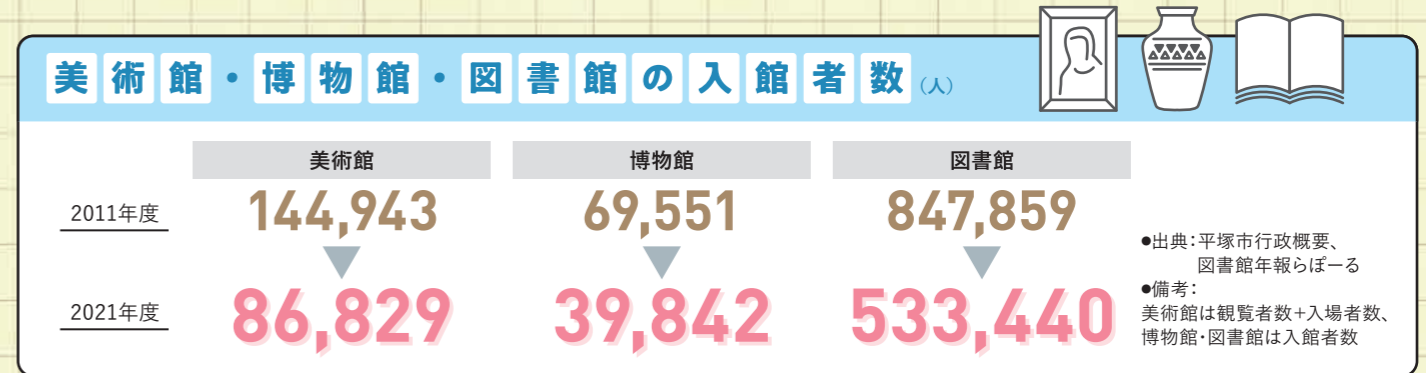 美術館・博物館・図書館の入館者数(人)
美術館 博物館 図書館
2011年度 144,943 69,551 847,859
2021年度 86,829 39,842 533,440
●出典:平塚市行政概要、
図書館年報らぽーる
●備考:
美術館は観覧者数+入場者数、
博物館・図書館は入館者数